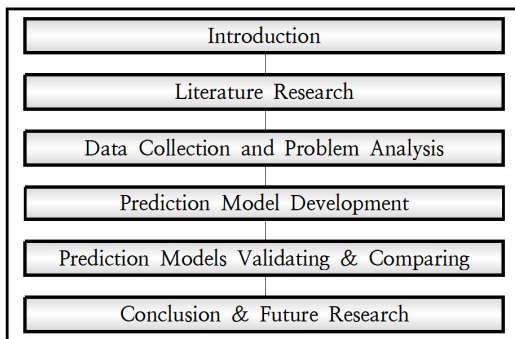 Introduction
Literature Research
Data Collection and Problem Analysis
Prediction Model Development
Prediction Models Validating & Comparing
Conclusion & Future Research